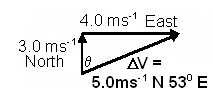 4.0 ms⁻¹ East
3.0 ms⁻¹
North
θ
ΔV =
5.0ms⁻¹ N 53⁰ E